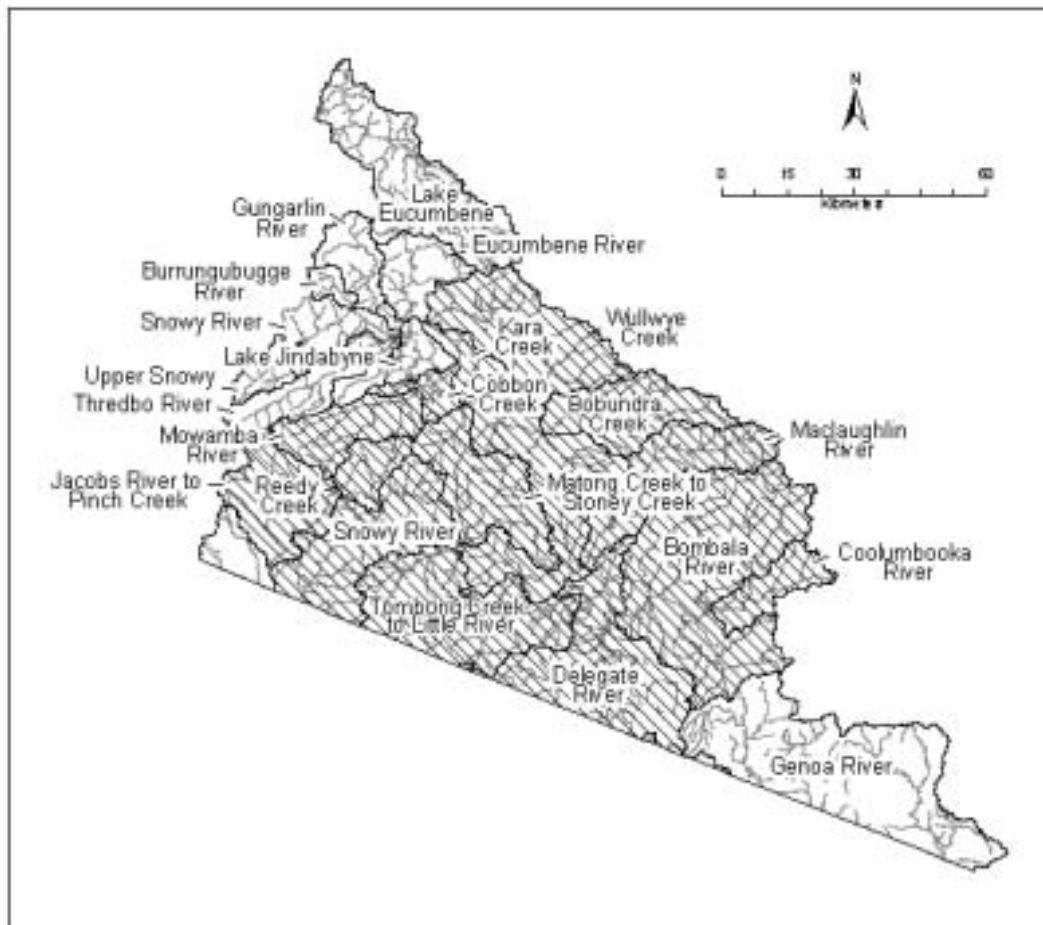 N
0 15 30 60
kilometers
Lake
Eucumbene
Gungarlin
River
Eucumbene River
Burrungubugge
River
Snowy River
Kara
Creek
Wullwye
Creek
Lake Jindabyne
Upper Snowy
Cobbon
Creek
Thredbo River
Bobundra
Creek
Mowamba
River
Maclaughlin
River
Jacobs River to
Pinch Creek
Reedy
Creek
Matong Creek to
Stoney Creek
Snowy River
Bombala
River
Coolumbooka
River
Tombong Creek
to Little River
Delegate
River
Genoa River